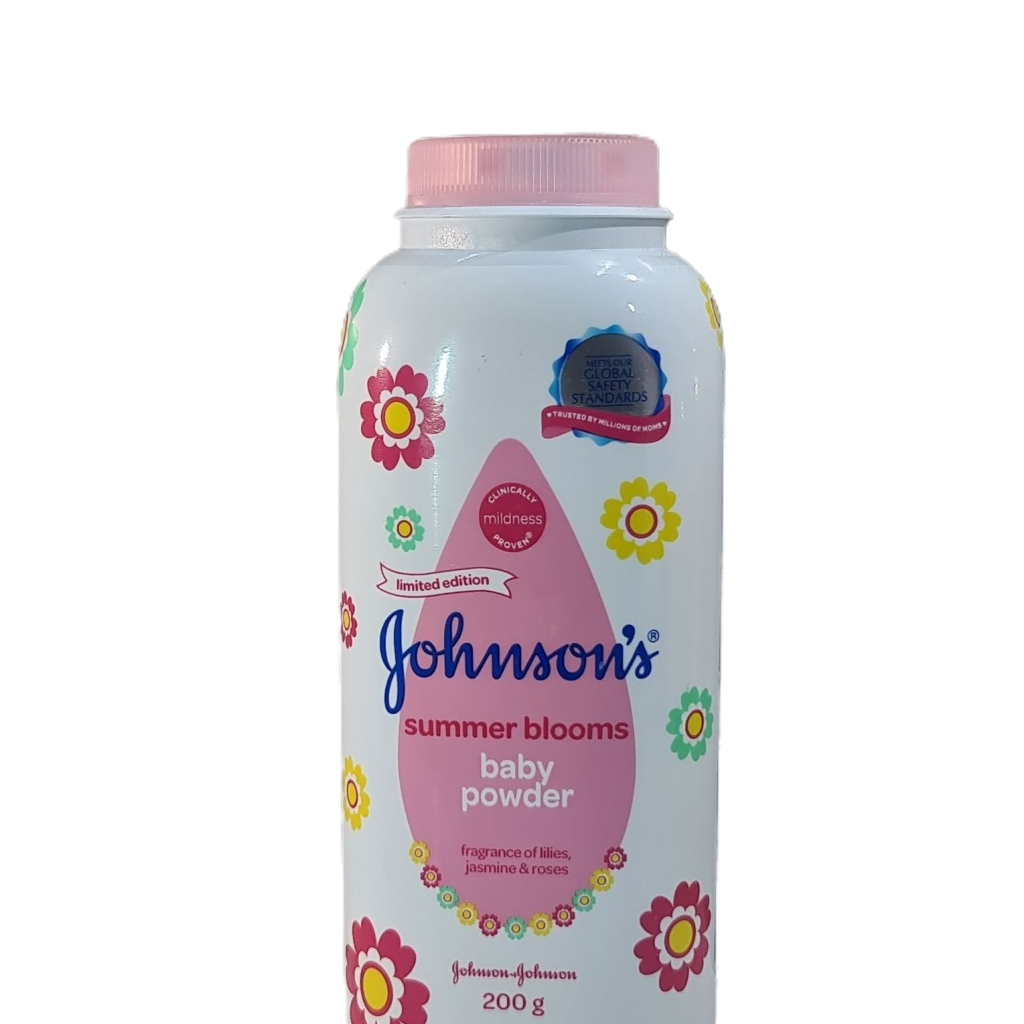 MEETS OUR
GLOBAL
SAFETY
STANDARDS
♥ TRUSTED BY MILLIONS OF MOMS ♥
CLINICALLY
mildness
PROVEN®
limited edition
Johnson's®
summer blooms
baby
powder
fragrance of lilies,
jasmine & roses
Johnson & Johnson
200 g